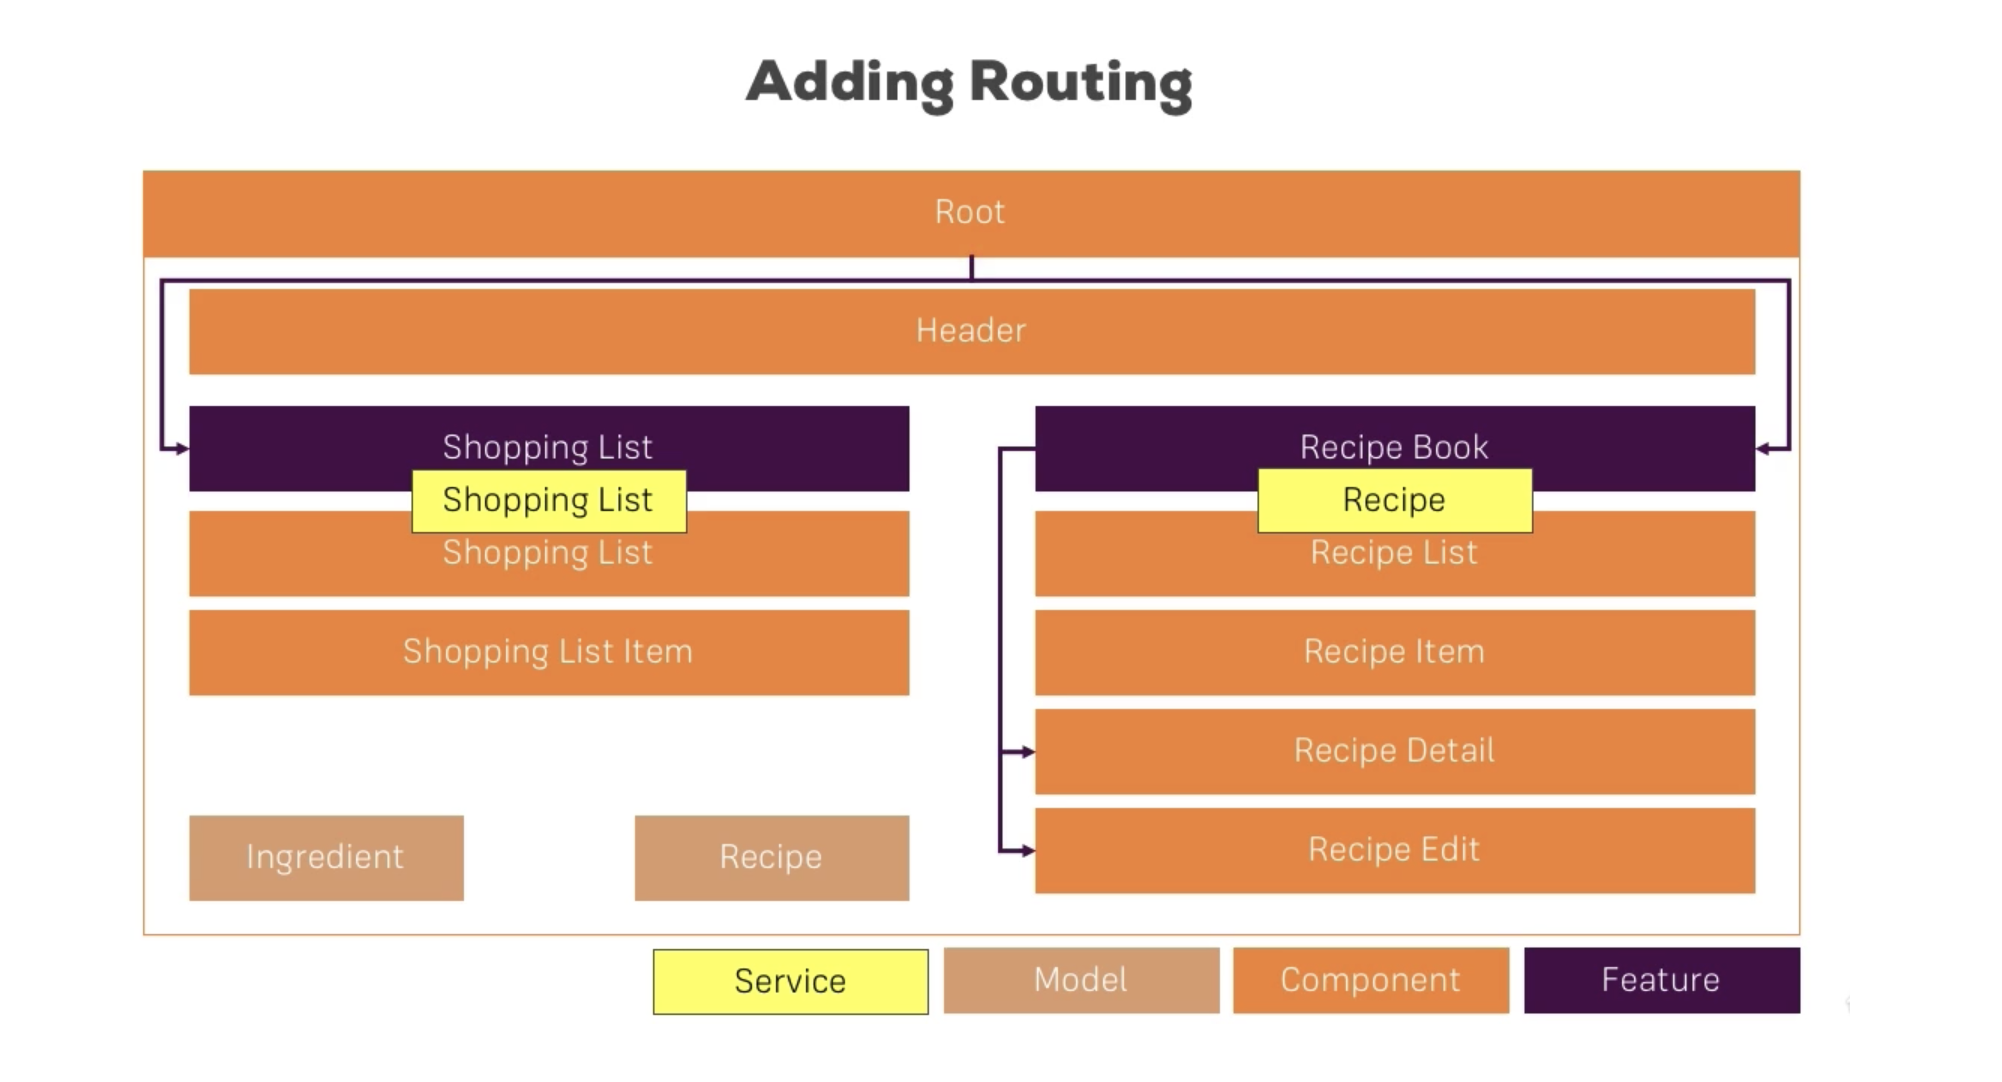 Adding Routing
Root
Header
Shopping List
Recipe Book
Shopping List
Recipe
Shopping List
Recipe List
Shopping List Item
Recipe Item
Recipe Detail
Ingredient
Recipe
Recipe Edit
Service
Model
Component
Feature